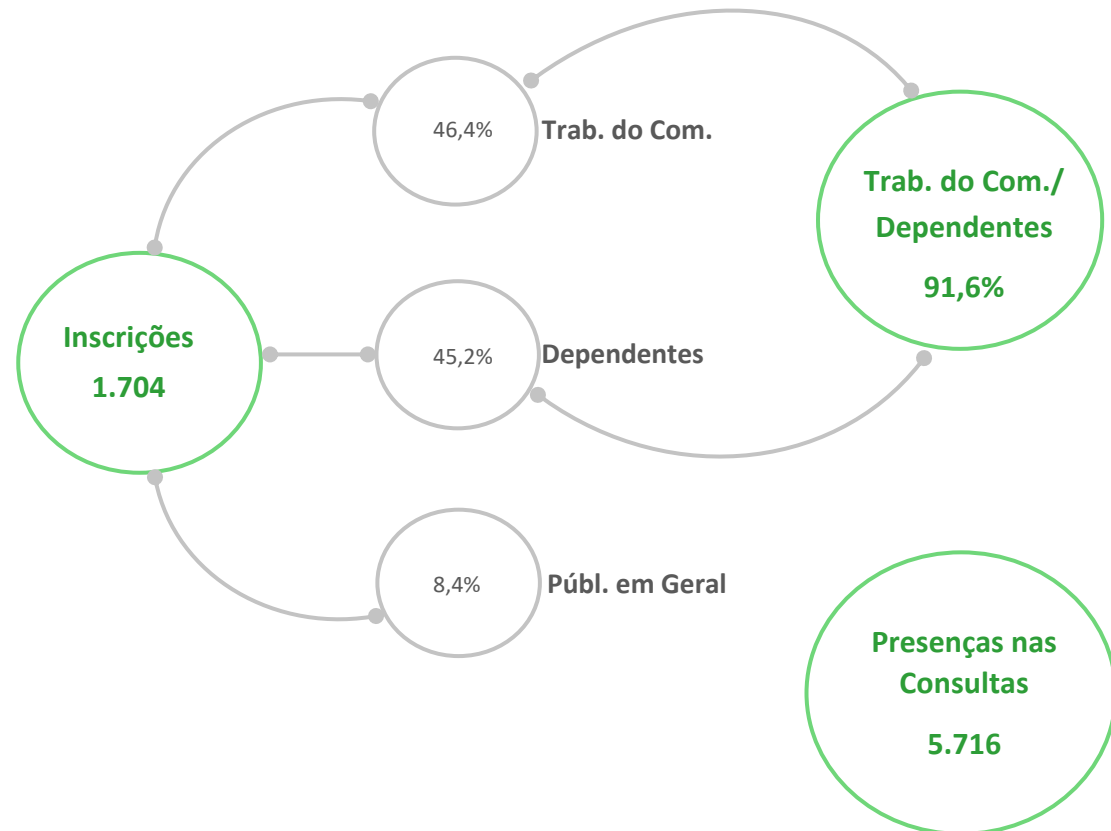 46,4%
Trab. do Com.
Trab. do Com./
Dependentes
91,6%
Inscrições
1.704
45,2%
Dependentes
8,4%
Públ. em Geral
Presenças nas
Consultas
5.716